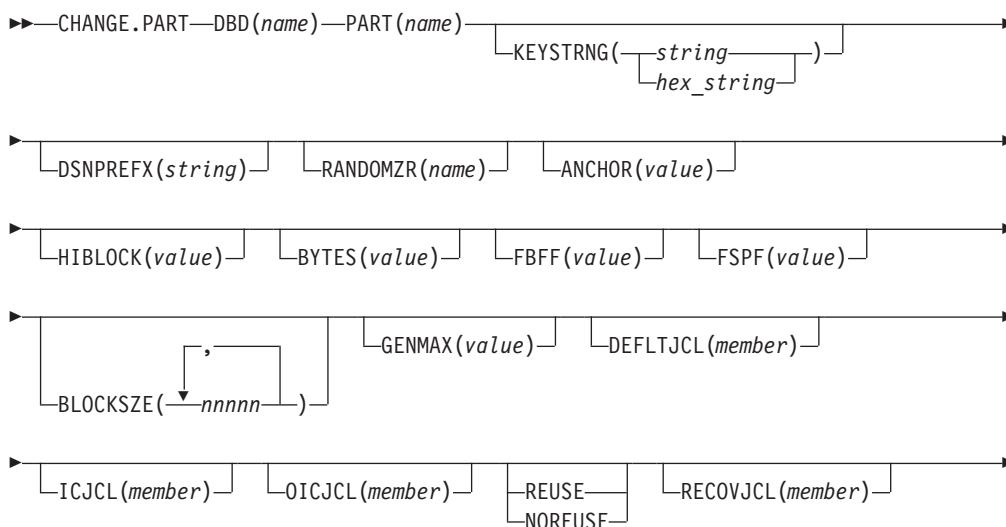 CHANGE.PART DBD(name) PART(name)
KEYSTRNG( string )
hex_string
DSNPREFX(string) RANDOMZR(name) ANCHOR(value)
HIBLOCK(value) BYTES(value) FBFF(value) FSPF(value)
,
BLOCKSZE( nnnnn )
GENMAX(value) DEFLTJCL(member)
ICJCL(member) OICJCL(member) REUSE RECOVJCL(member)
NOREUSE